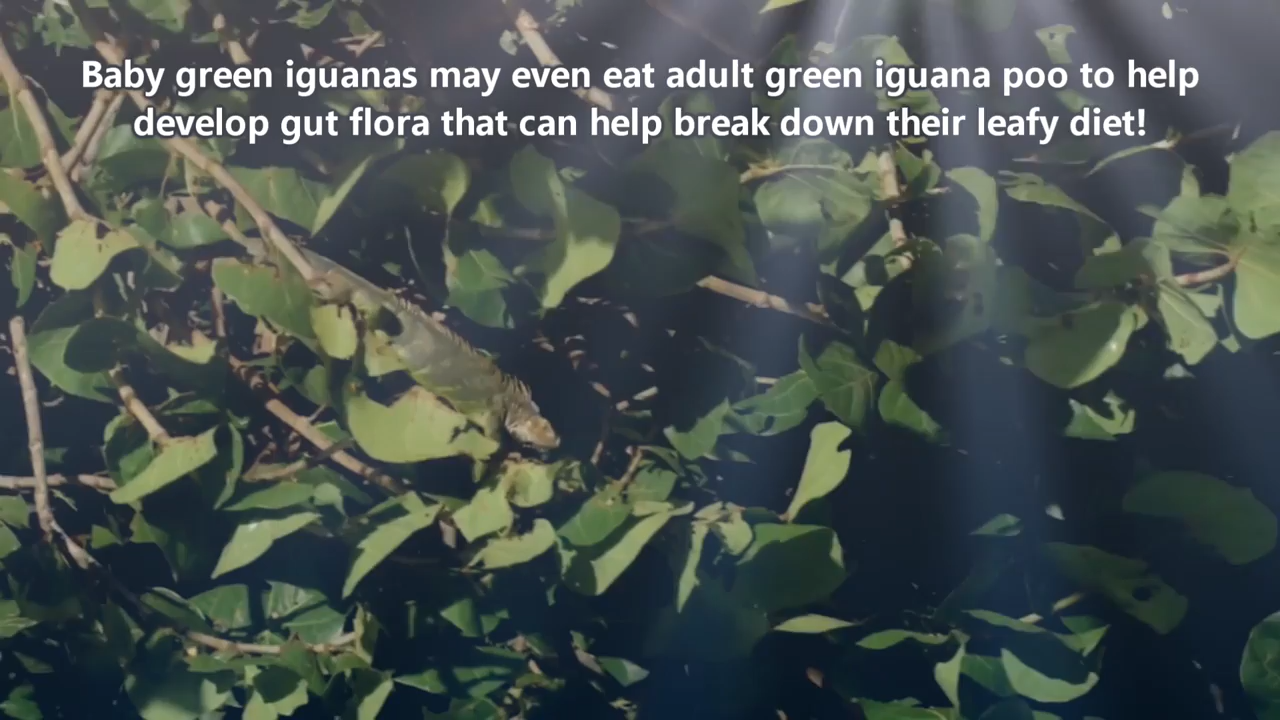 Baby green iguanas may even eat adult green iguana poo to help
develop gut flora that can help break down their leafy diet!